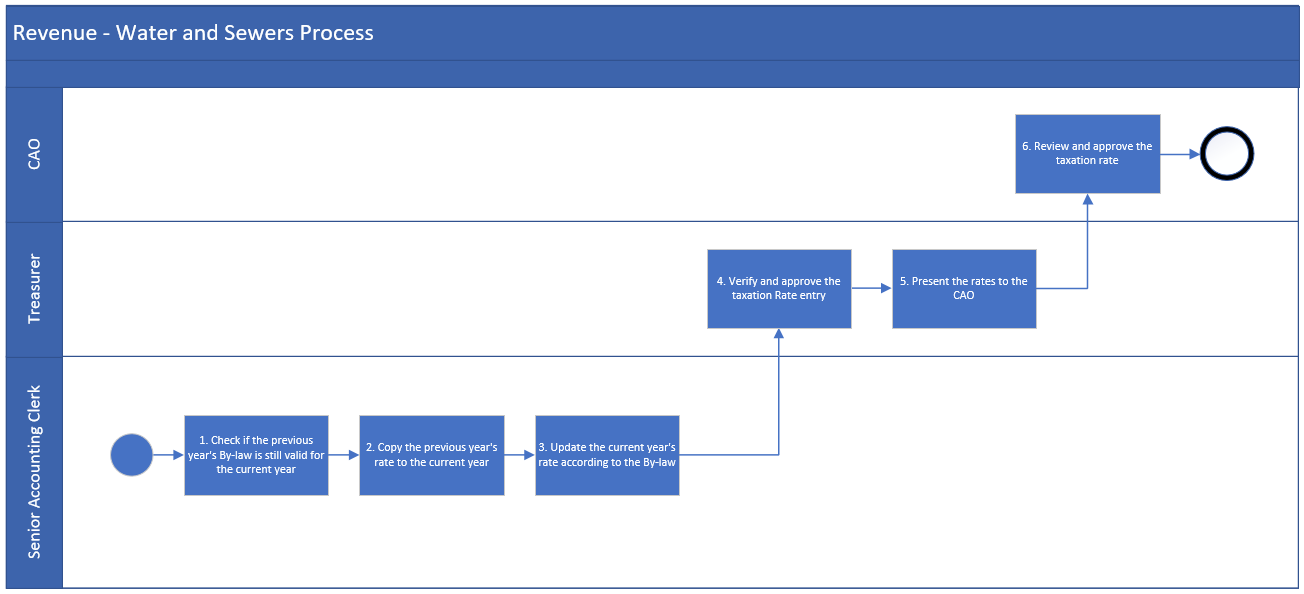 Revenue - Water and Sewers Process
CAO
6. Review and approve the
taxation rate
Treasurer
4. Verify and approve the
taxation Rate entry
5. Present the rates to the
CAO
Senior Accounting Clerk
1. Check if the previous
year's By-law is still valid for
the current year
2. Copy the previous year's
rate to the current year
3. Update the current year's
rate according to the By-law